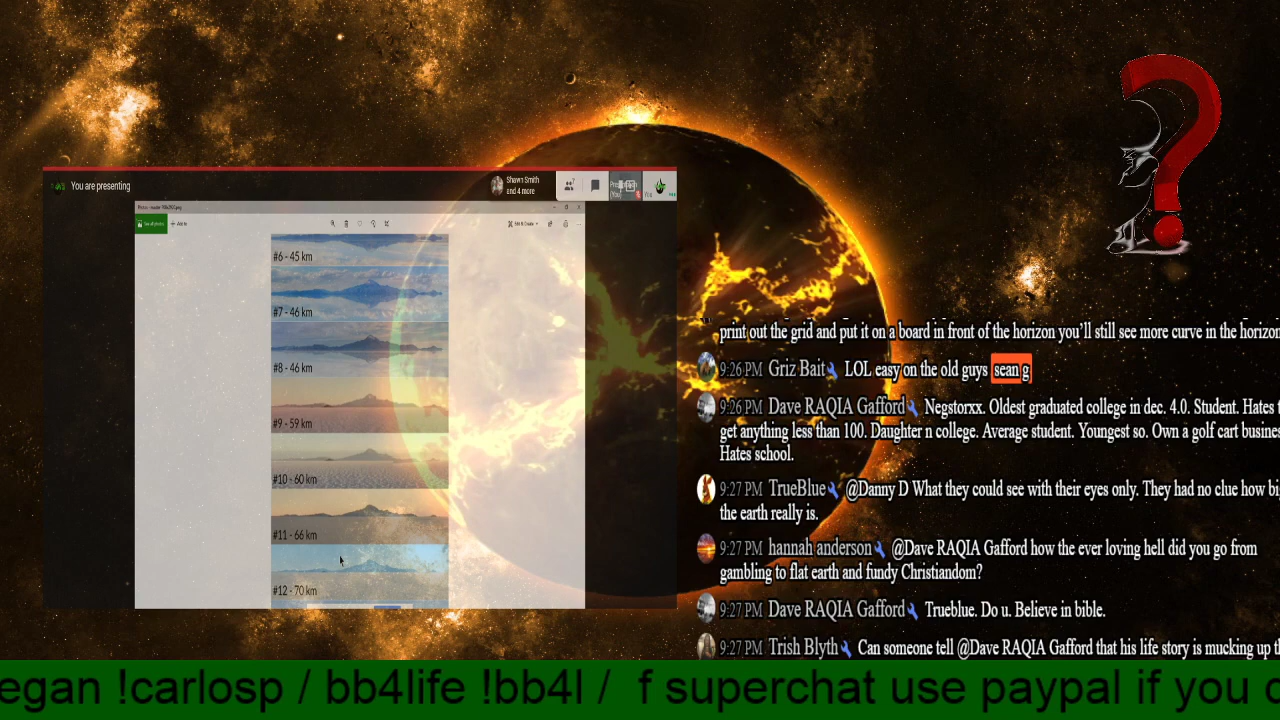 You are presenting
Shawn Smith
and 4 more
You
See all photos
Add to
Edit & Create
#6 - 45 km
#7 - 46 km
#8 - 46 km
#9 - 59 km
#10 - 60 km
#11 - 66 km
#12 - 70 km
print out the grid and put it on a board in front of the horizon you'll still see more curve in the horizon
9:26 PM Griz Bait LOL easy on the old guys sean g
9:26 PM Dave RAQIA Gafford Negstorxx. Oldest graduated college in dec. 4.0. Student. Hates t
get anything less than 100. Daughter n college. Average student. Youngest so. Own a golf cart busine
Hates school.
9:27 PM TrueBlue @Danny D What they could see with their eyes only. They had no clue how bi
the earth really is.
9:27 PM hannah anderson @Dave RAQIA Gafford how the ever loving hell did you go from
gambling to flat earth and fundy Christiandom?
9:27 PM Dave RAQIA Gafford Trueblue. Do u. Believe in bible.
9:27 PM Trish Blyth Can someone tell @Dave RAQIA Gafford that his life story is mucking up t
egan !carlosp / bb4life !bb4l / f superchat use paypal if you c